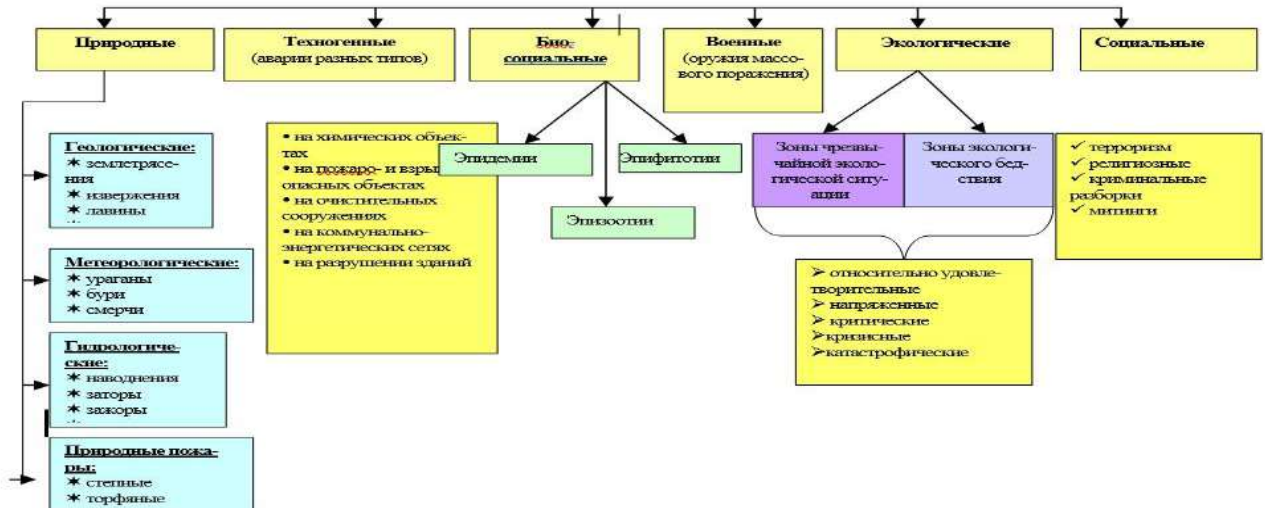 Природные
Техногенные
(аварии разных типов)
Био-
социальные
Военные
(оружия массо-
вого поражения)
Экологические
Социальные
Геологические:
✶ землетрясе-
ния
✶ извержения
✶ лавины
Метеорологические:
✶ ураганы
✶ бури
✶ смерчи
Гидрологиче-
ские:
✶ наводнения
✶ заторы
✶ зажоры
Природные пожа-
ры:
✶ степные
✶ торфяные
• на химических объек-
тах
• на пожаро- и взры
опасных объектах
• на очистительных
сооружениях
• на коммунально-
энергетических сетях
• на разрушении зданий
Эпидемии
Эпифитотии
Эпизоотии
Зоны чрезвы-
чайной эколо-
гической ситу-
ации
Зоны экологи-
ческого бед-
ствия
➢ относительно удовле-
творительные
➢ напряженные
➢ критические
➢кризисные
➢катастрофические
✓ терроризм
✓ религиозные
✓ криминальные
разборки
✓ митинги